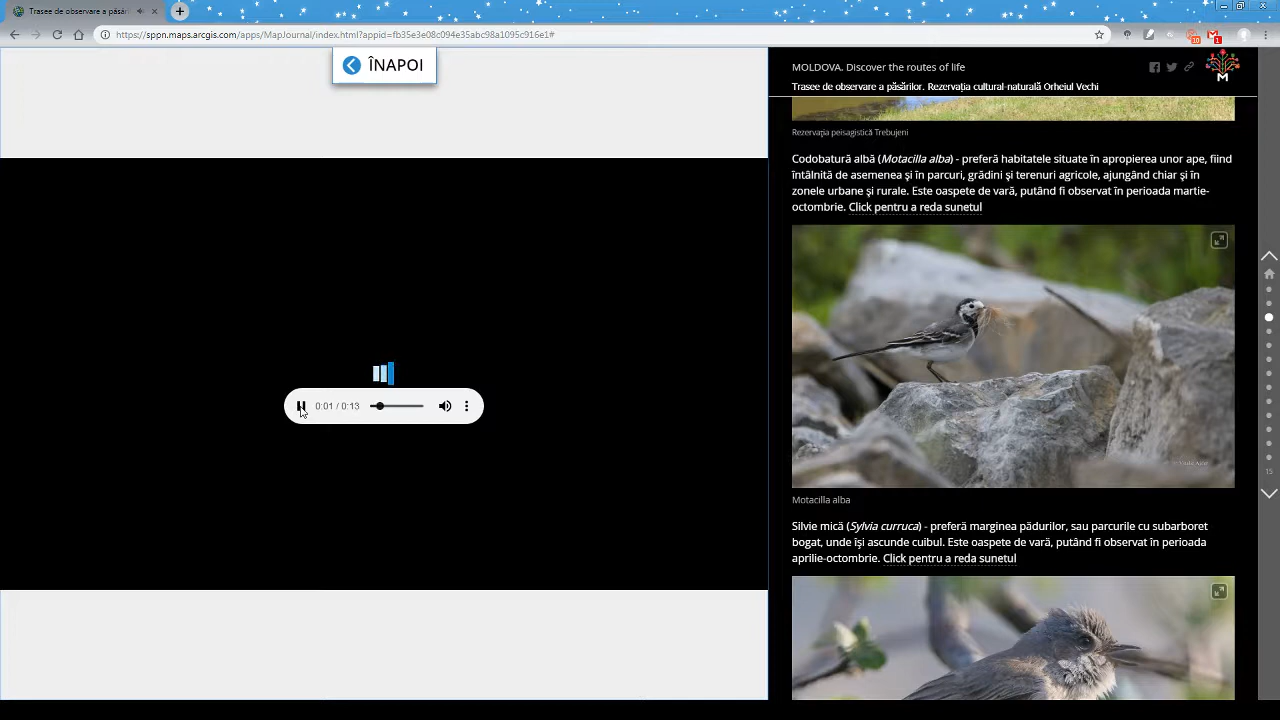 Trasee de observare a păsăr
https://sppn.maps.arcgis.com/apps/MapJournal/index.html?appid=fb35e3e08c094e35abc98a1095c916e1#
10
1
ÎNAPOI
0:01 / 0:13
MOLDOVA. Discover the routes of life
Trasee de observare a păsărilor. Rezervația cultural-naturală Orheiul Vechi
M
Rezervația peisagistică Trebujeni
Codobatură albă (Motacilla alba) - preferă habitatele situate în apropierea unor ape, fiind
întâlnită de asemenea și în parcuri, grădini și terenuri agricole, ajungând chiar și în
zonele urbane și rurale. Este oaspete de vară, putând fi observat în perioada martie-
octombrie. Click pentru a reda sunetul
Motacilla alba
Silvie mică (Sylvia curruca) - preferă marginea pădurilor, sau parcurile cu subarboret
bogat, unde își ascunde cuibul. Este oaspete de vară, putând fi observat în perioada
aprilie-octombrie. Click pentru a reda sunetul
15